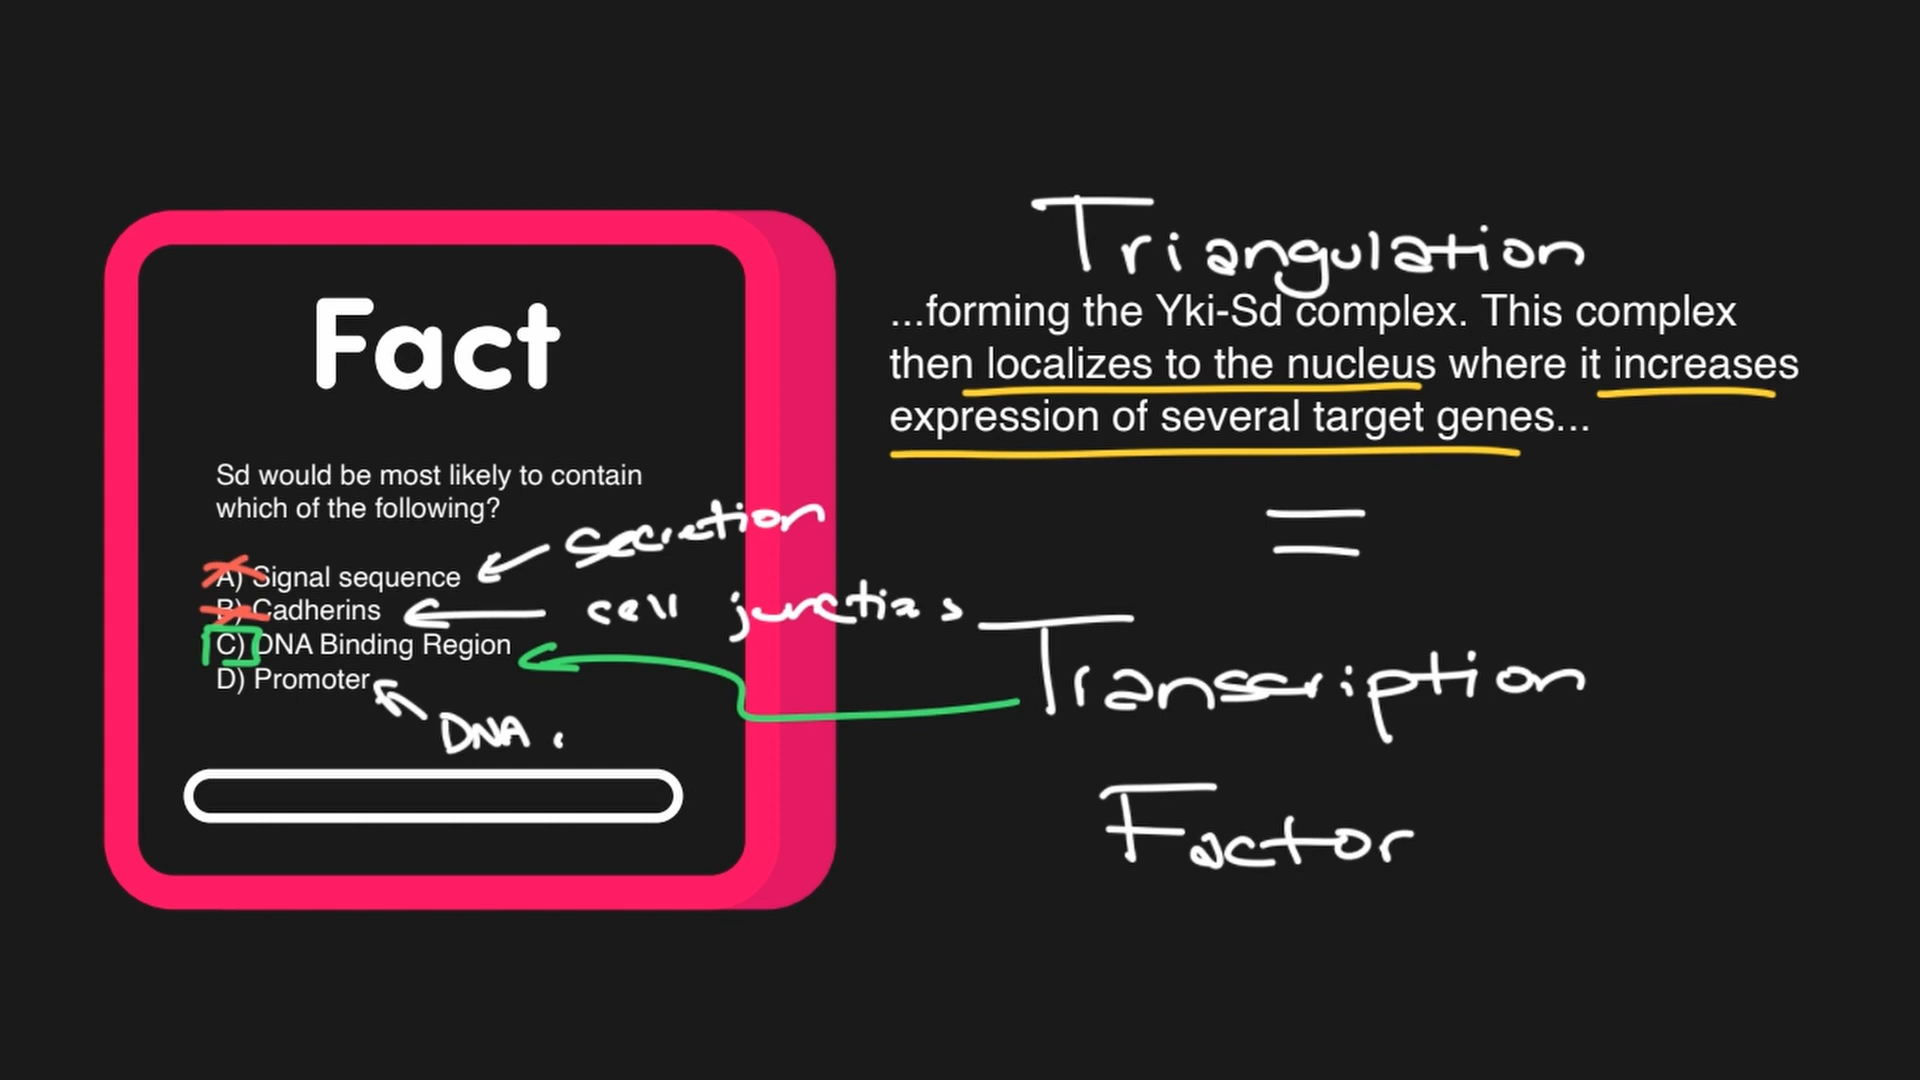 Fact
Sd would be most likely to contain
which of the following?
A) Signal sequence
B) Cadherins
C) DNA Binding Region
D) Promoter
secretion
cell junctions
DNA
Triangulation
...forming the Yki-Sd complex. This complex
then localizes to the nucleus where it increases
expression of several target genes...
=
Transcription
Factor